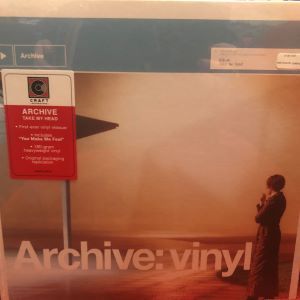 Archive
CRAFT
ARCHIVE
TAKE MY HEAD
• First ever vinyl reissue
• Includes
"You Make Me Feel"
• 180 gram
heavyweight vinyl
• Original packaging
replication
Archive: vinyl